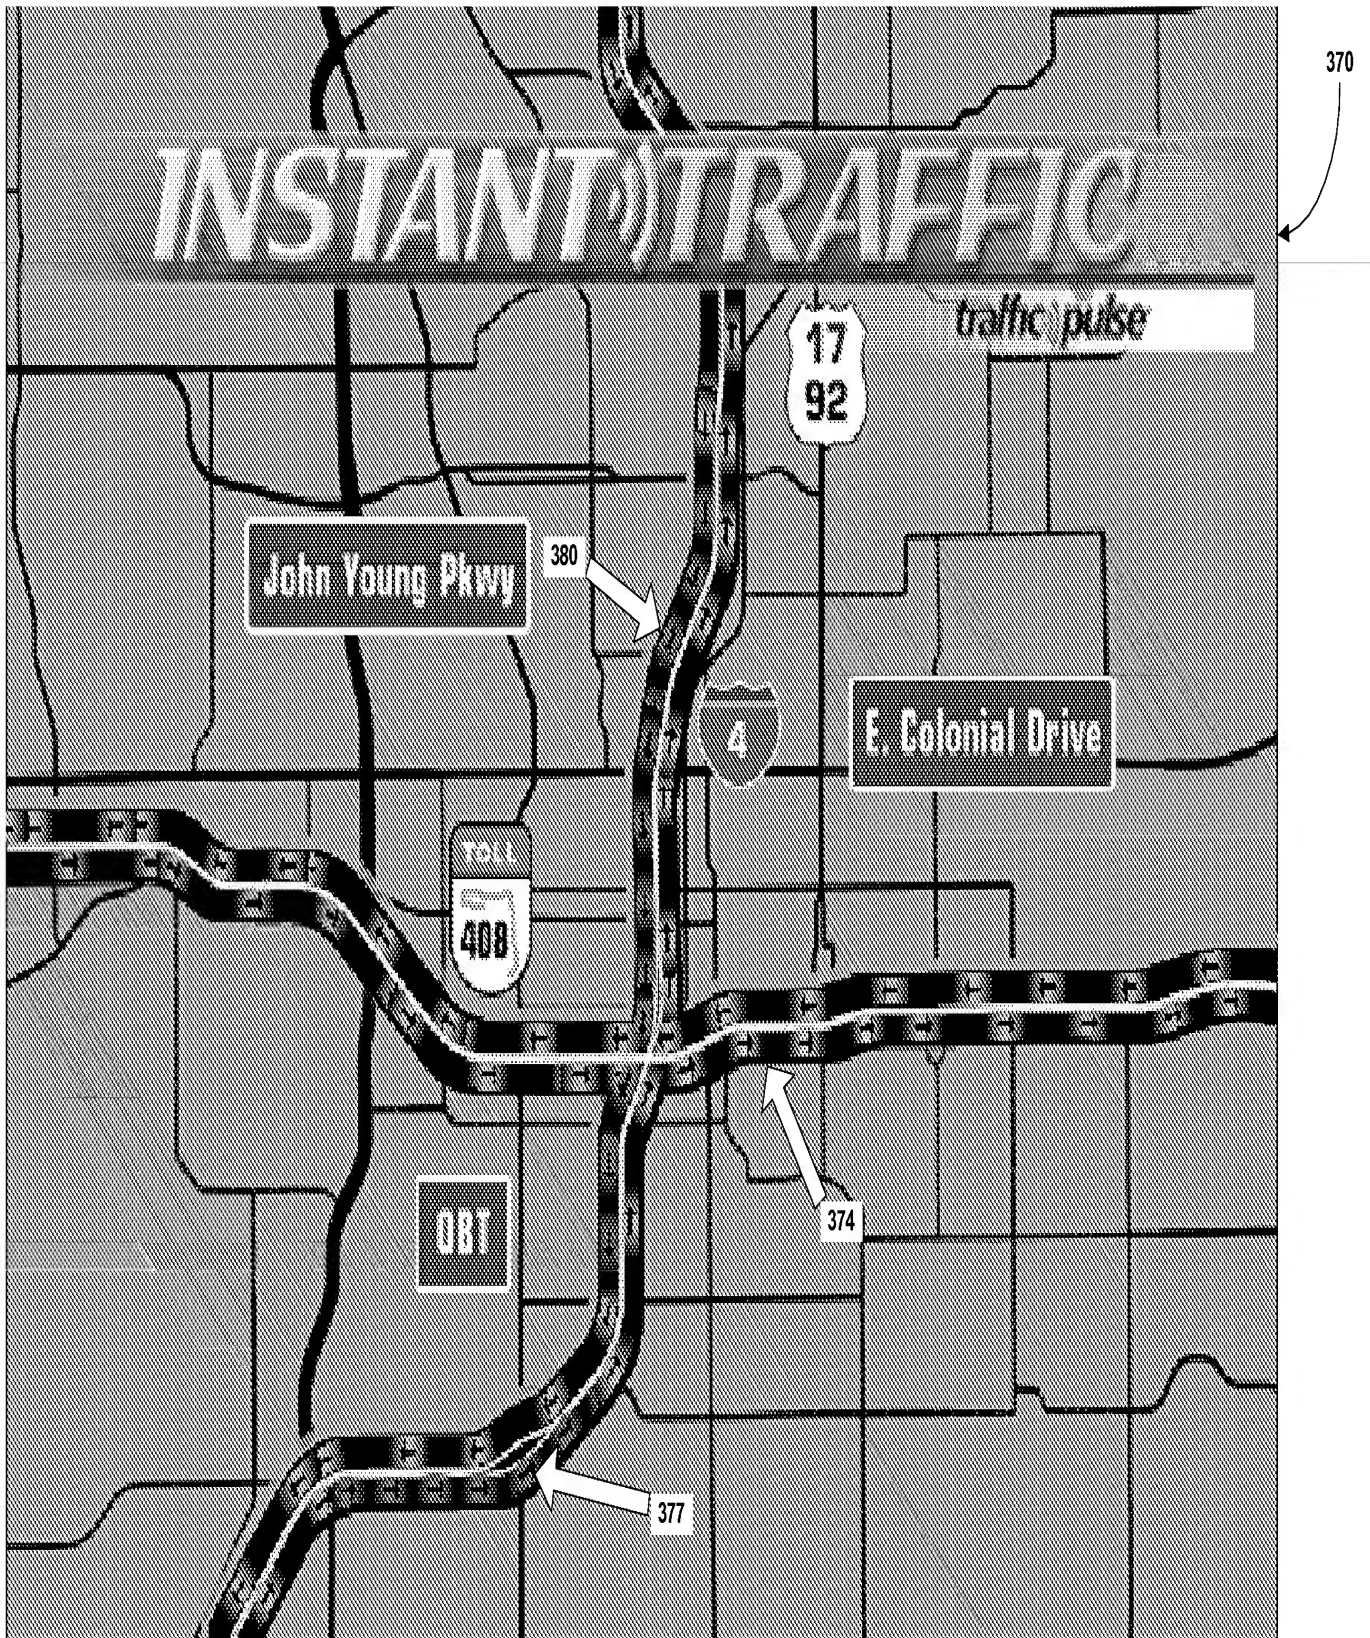 370
INSTANT TRAFFIC
traffic pulse
17
92
John Young Pkwy
380
4
E. Colonial Drive
TOLL
408
374
OBT
377